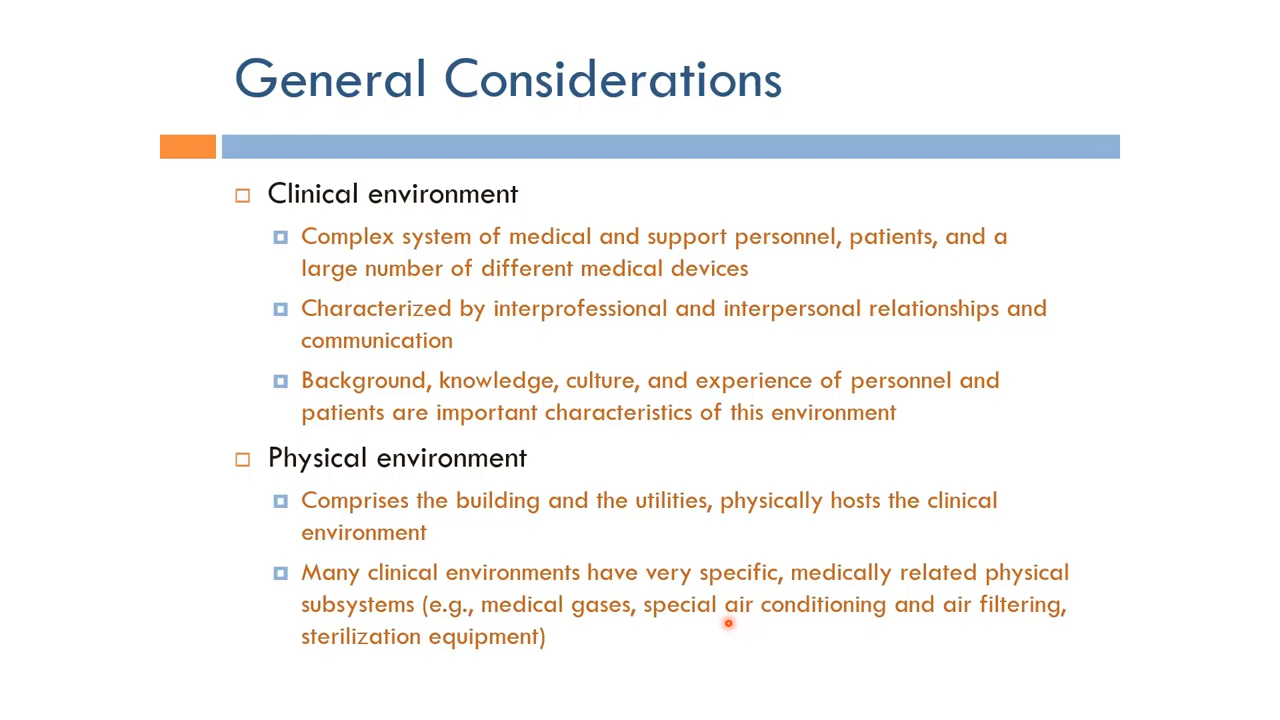 General Considerations
Clinical environment
Complex system of medical and support personnel, patients, and a
large number of different medical devices
Characterized by interprofessional and interpersonal relationships and
communication
Background, knowledge, culture, and experience of personnel and
patients are important characteristics of this environment
Physical environment
Comprises the building and the utilities, physically hosts the clinical
environment
Many clinical environments have very specific, medically related physical
subsystems (e.g., medical gases, special air conditioning and air filtering,
sterilization equipment)